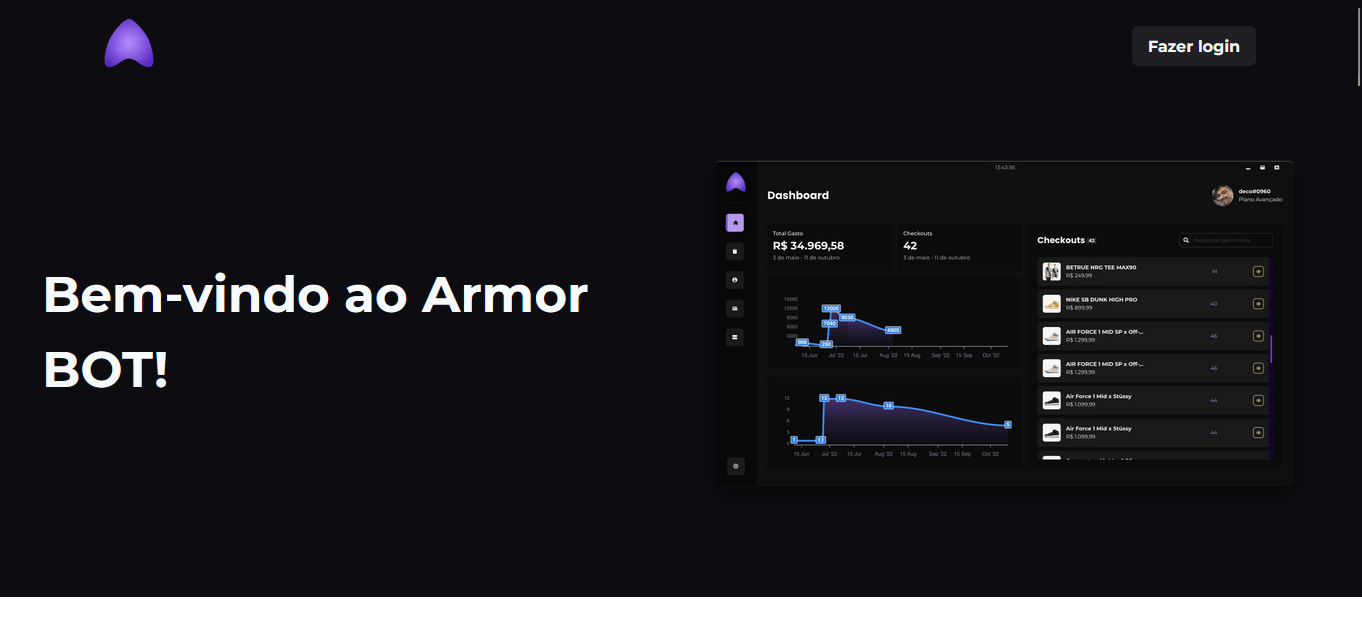 Fazer login
Bem-vindo ao Armor
BOT!
13:43:56
Dashboard
deco#0960
Plano Avançado
Total Gasto
R$ 34.969,58
3 de maio - 11 de outubro
Checkouts
42
3 de maio - 11 de outubro
15000
12000
9000
6000
3000
900
250
7040
12000
9030
4900
15 Jun
Jul '22
15 Jul
Aug '22
15 Aug
Sep '22
15 Sep
Oct '22
12
9
6
3
0
1
12
12
10
5
15 Jun
Jul '22
15 Jul
Aug '22
15 Aug
Sep '22
15 Sep
Oct '22
Checkouts 42
Pesquisar pelo nome
BETRUE NRG TEE MAX90
R$ 249,99
M
NIKE SB DUNK HIGH PRO
R$ 899,99
40
AIR FORCE 1 MID SP x Off-...
R$ 1.299,99
46
AIR FORCE 1 MID SP x Off-...
R$ 1.299,99
46
Air Force 1 Mid x Stüssy
R$ 1.099,99
44
Air Force 1 Mid x Stüssy
R$ 1.099,99
44